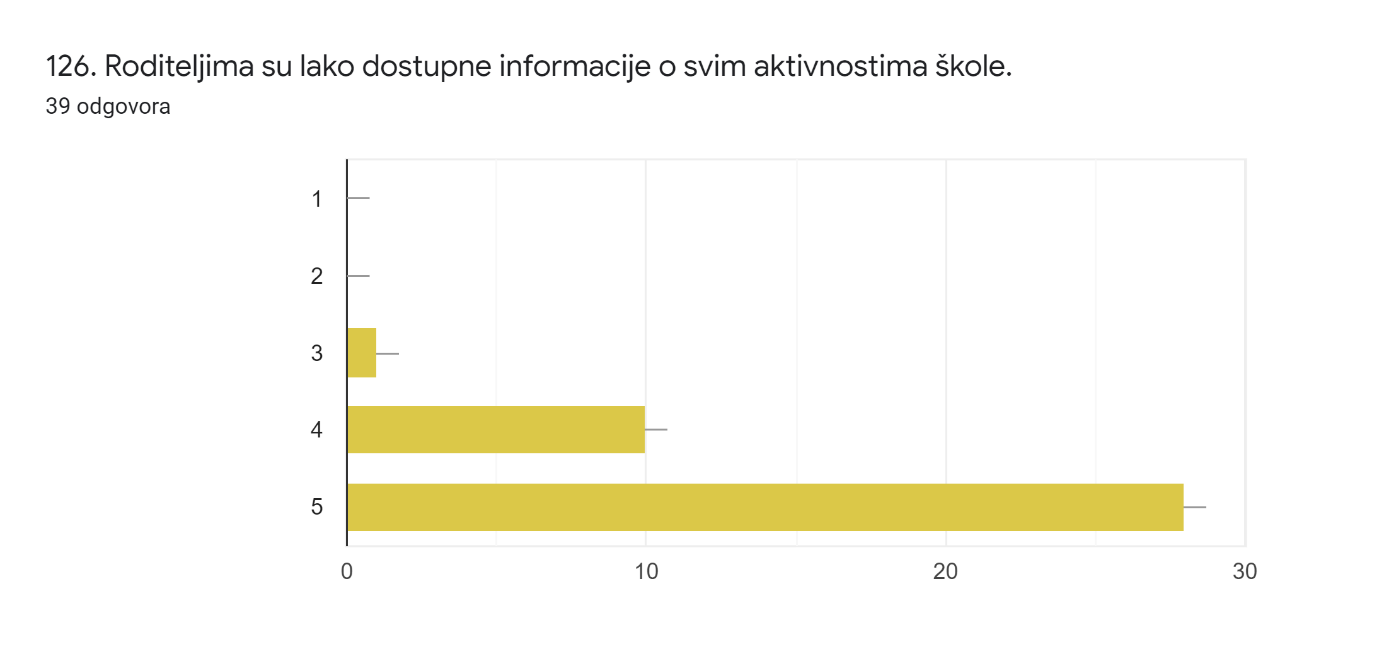 126. Roditeljima su lako dostupne informacije o svim aktivnostima škole.
39 odgovora
1
2
3
4
5
0 10 20 30